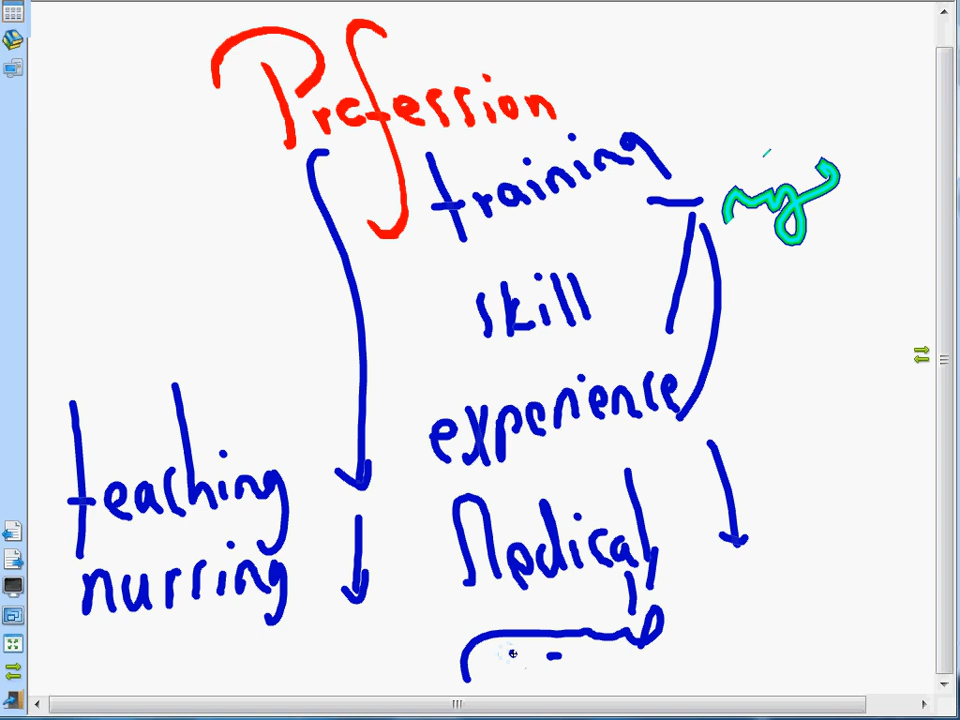 Profession
training
skill
experience
teaching
Medical
nursing